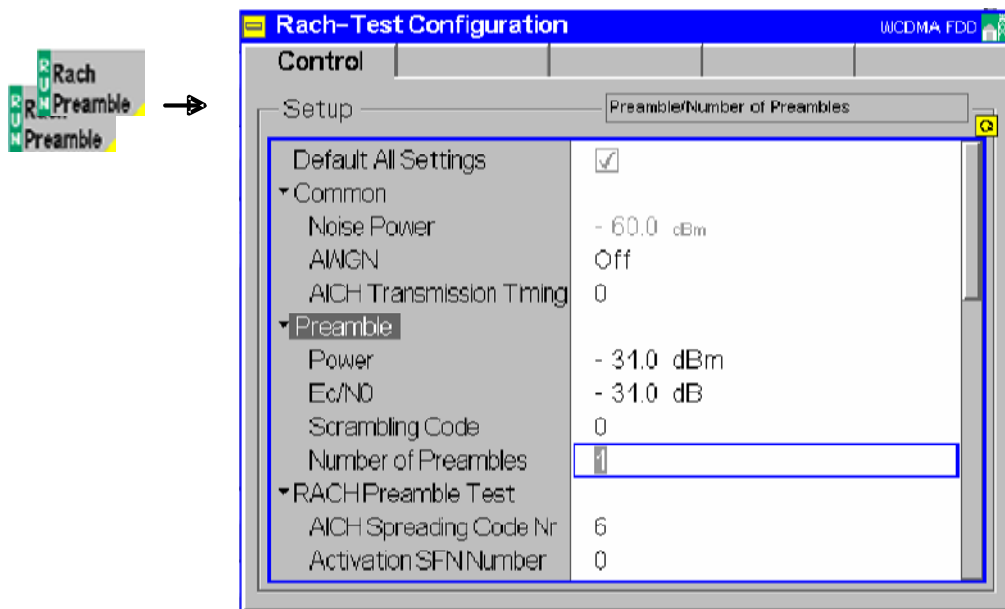 RUN Rach
Preamble
RUN Rach
Preamble
Rach-Test Configuration WCDMA FDD
Control
Setup Preamble/Number of Preambles
Default All Settings
Common
Noise Power - 60.0 dBm
AWGN Off
AICH Transmission Timing 0
Preamble
Power - 31.0 dBm
Ec/N0 - 31.0 dB
Scrambling Code 0
Number of Preambles 1
RACH Preamble Test
AICH Spreading Code Nr 6
Activation SFN Number 0